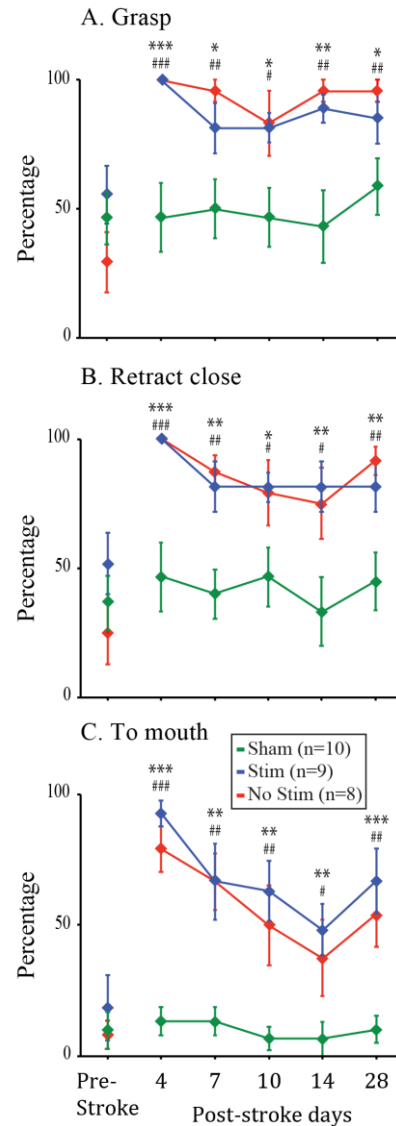 A. Grasp
*** * * ** *
### ## # ## ##
100
Percentage
50
0
B. Retract close
*** ** * ** **
### ## # # ##
100
Percentage
50
0
C. To mouth
Sham (n=10)
Stim (n=9)
No Stim (n=8)
*** ** ** ** ***
### ## ## # ##
100
Percentage
50
0
Pre-Stroke 4 7 10 14 28
Post-stroke days